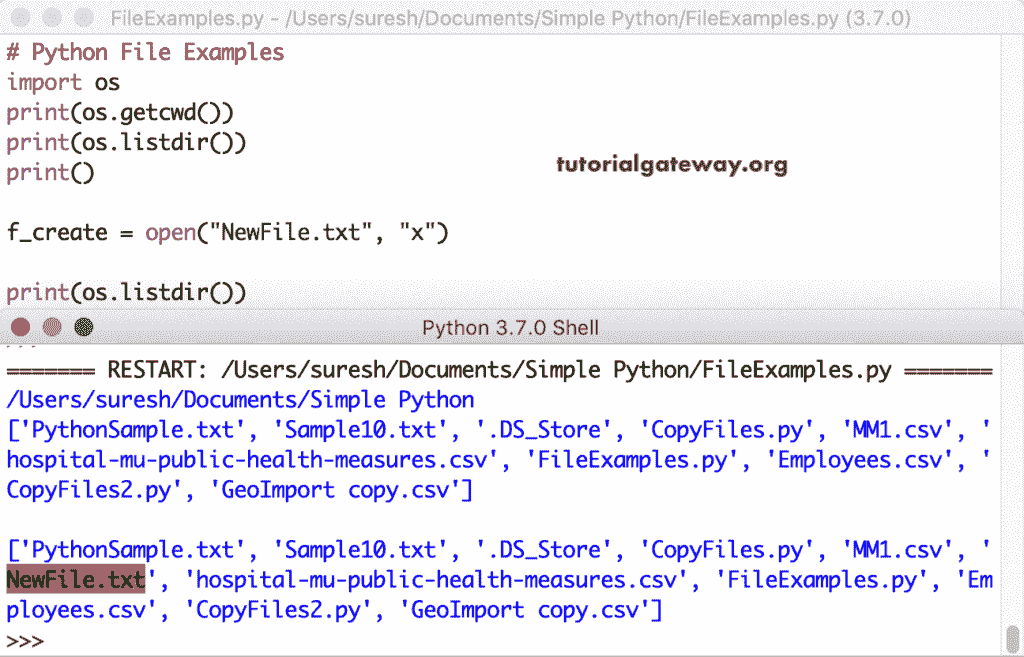 FileExamples.py - /Users/suresh/Documents/Simple Python/FileExamples.py (3.7.0)
# Python File Examples
import os
print(os.getcwd())
print(os.listdir())
print()
tutorialgateway.org
f_create = open("NewFile.txt", "x")
print(os.listdir())
Python 3.7.0 Shell
======= RESTART: /Users/suresh/Documents/Simple Python/FileExamples.py =======
/Users/suresh/Documents/Simple Python
['PythonSample.txt', 'Sample10.txt', '.DS_Store', 'CopyFiles.py', 'MM1.csv', '
hospital-mu-public-health-measures.csv', 'FileExamples.py', 'Employees.csv', '
CopyFiles2.py', 'GeoImport copy.csv']
['PythonSample.txt', 'Sample10.txt', '.DS_Store', 'CopyFiles.py', 'MM1.csv', '
NewFile.txt', 'hospital-mu-public-health-measures.csv', 'FileExamples.py', 'Em
ployees.csv', 'CopyFiles2.py', 'GeoImport copy.csv']
>>>